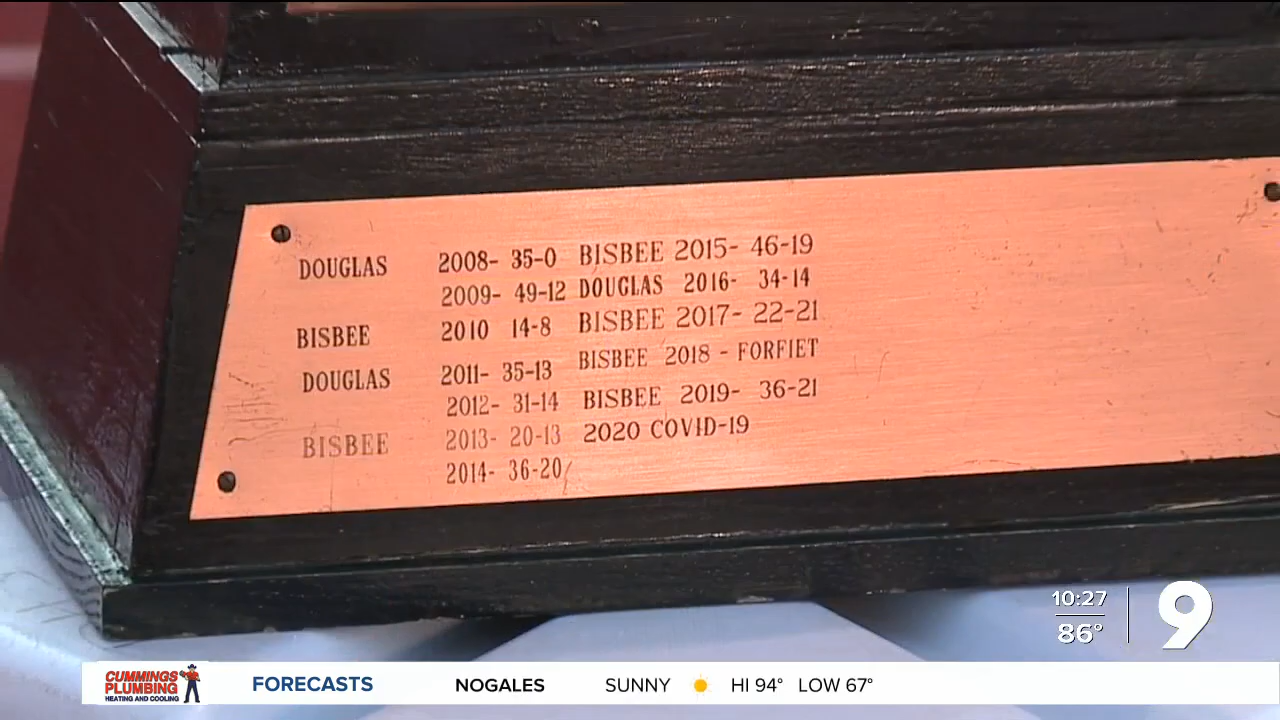 DOUGLAS 2008- 35-0
2009- 49-12
BISBEE 2010 14-8
DOUGLAS 2011- 35-13
2012- 31-14
BISBEE 2013- 20-13
2014- 36-20
BISBEE 2015- 46-19
DOUGLAS 2016- 34-14
BISBEE 2017- 22-21
BISBEE 2018 - FORFIET
BISBEE 2019- 36-21
2020 COVID-19
10:27
86°
9
CUMMINGS
PLUMBING
HEATING AND COOLING
FORECASTS NOGALES SUNNY HI 94° LOW 67°